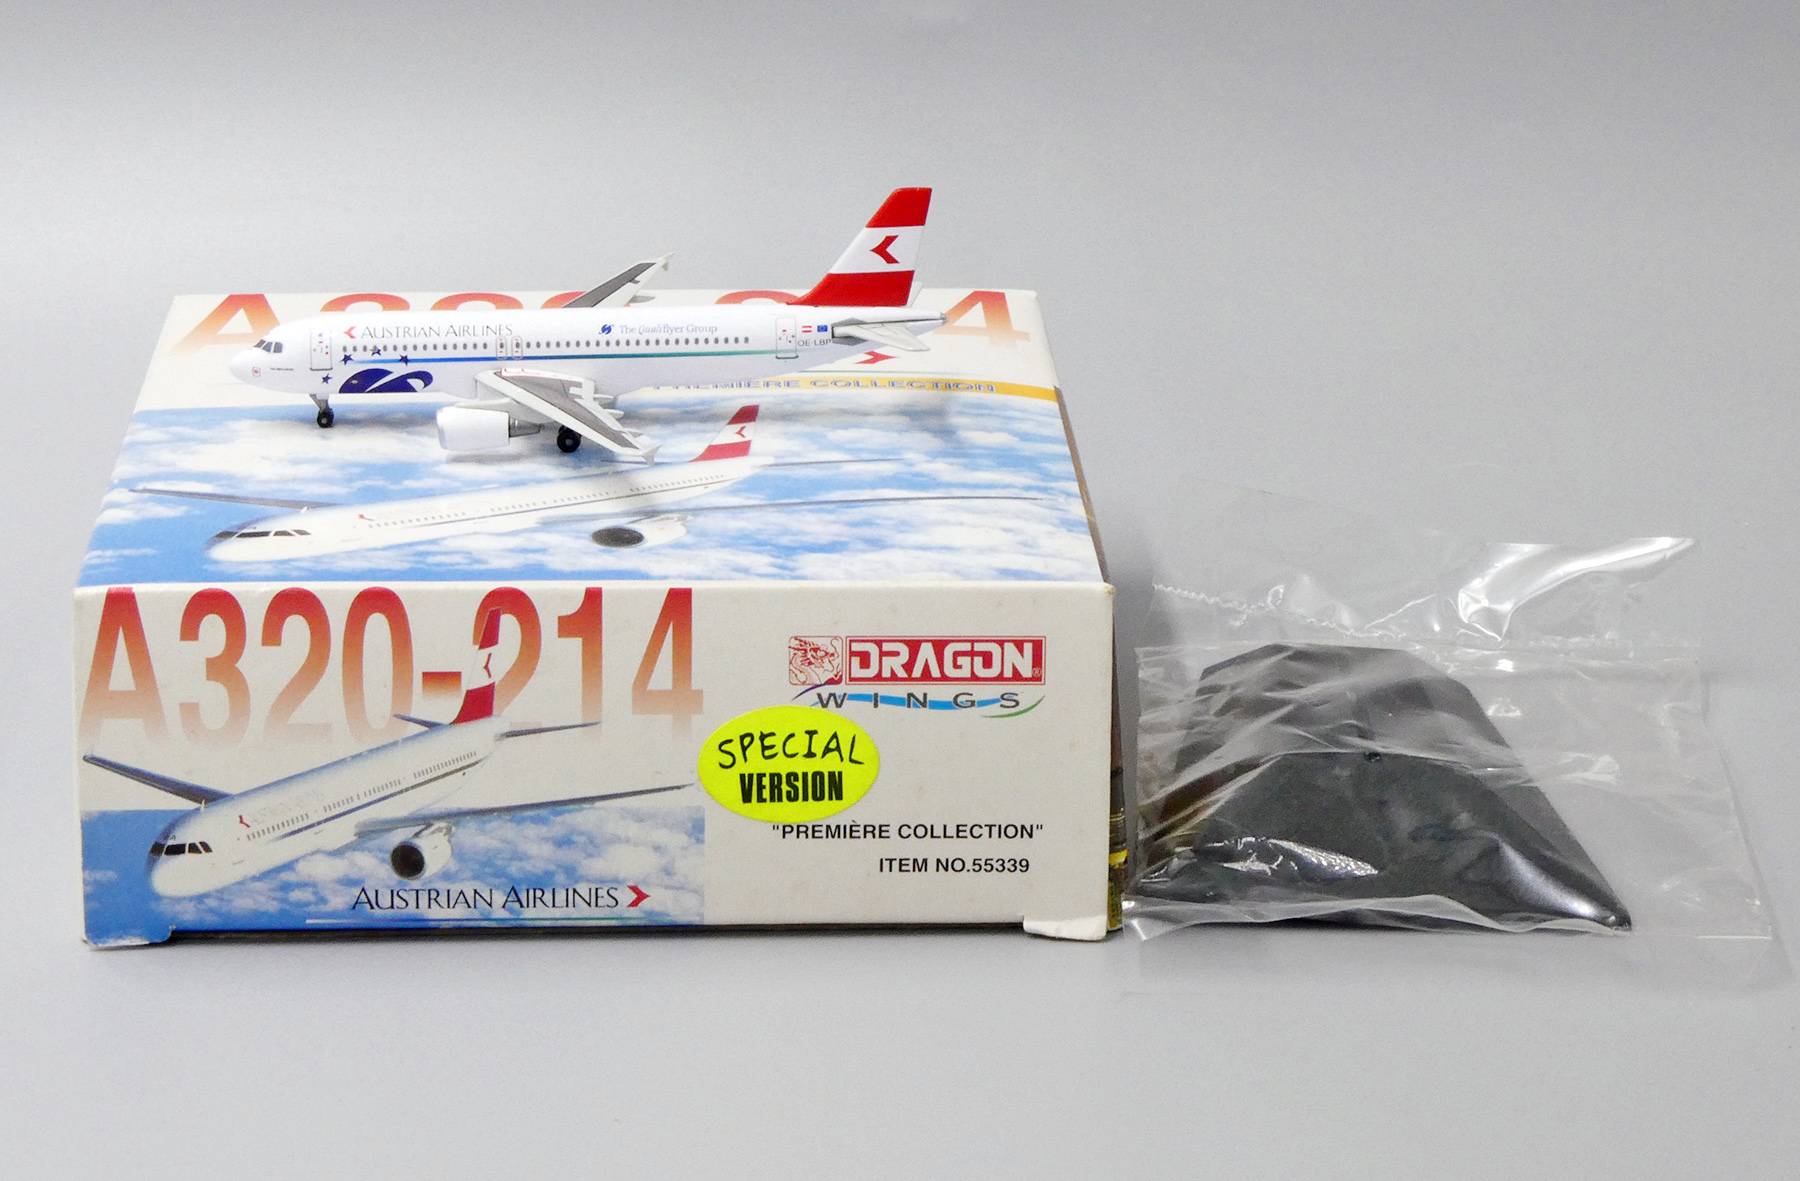 AUSTRIAN AIRLINES
The Qualiflyer Group
OE-LBP
PREMIÈRE COLLECTION
A320-214
DRAGON®
WINGS
SPECIAL
VERSION
"PREMIÈRE COLLECTION"
ITEM NO.55339
AUSTRIAN AIRLINES